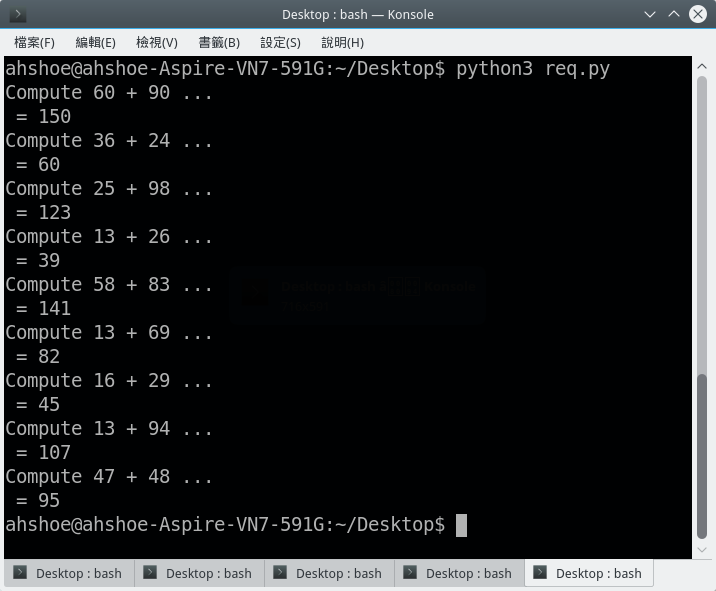 Desktop : bash — Konsole
檔案(F) 編輯(E) 檢視(V) 書籤(B) 設定(S) 說明(H)
ahshoe@ahshoe-Aspire-VN7-591G:~/Desktop$ python3 req.py
Compute 60 + 90 ...
 = 150
Compute 36 + 24 ...
 = 60
Compute 25 + 98 ...
 = 123
Compute 13 + 26 ...
 = 39
Compute 58 + 83 ...
 = 141
Compute 13 + 69 ...
 = 82
Compute 16 + 29 ...
 = 45
Compute 13 + 94 ...
 = 107
Compute 47 + 48 ...
 = 95
ahshoe@ahshoe-Aspire-VN7-591G:~/Desktop$
Desktop : bash Desktop : bash Desktop : bash Desktop : bash Desktop : bash